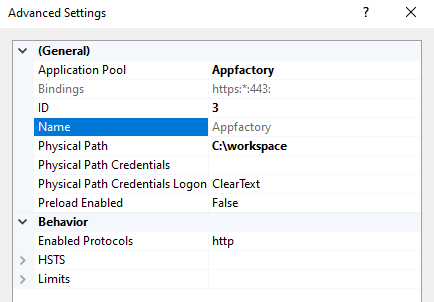 Advanced Settings ? ×
(General)
Application Pool Appfactory
Bindings https:*:443:
ID 3
Name Appfactory
Physical Path C:\workspace
Physical Path Credentials
Physical Path Credentials Logon ClearText
Preload Enabled False
Behavior
Enabled Protocols http
HSTS
Limits